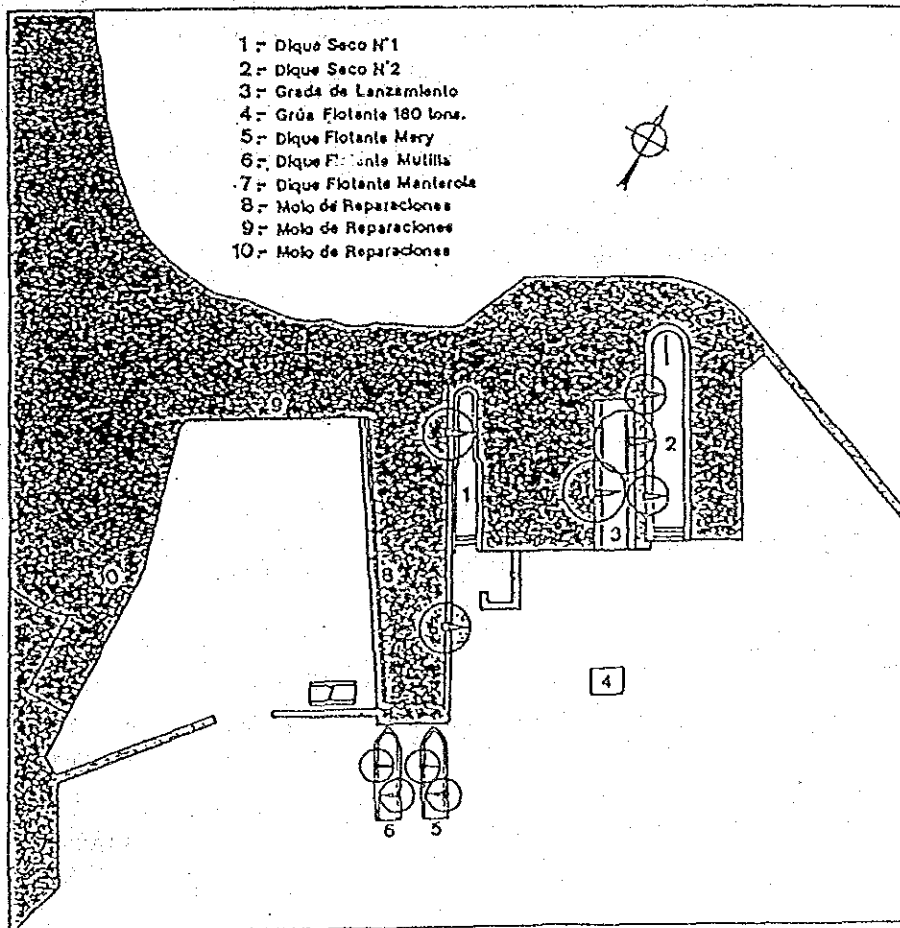 1 :- Dique Seco N°1
2 :- Dique Seco N°2
3 :- Grada de Lanzamiento
4 :- Grúa Flotante 180 tons.
5 :- Dique Flotante Mery
6 :- Dique Mutilla
7 :- Dique Flotante Manterola
8 :- Molo de Reparaciones
9 :- Molo de Reparaciones
10 :- Molo de Reparaciones
9
1
2
3
8
10
4
6
5